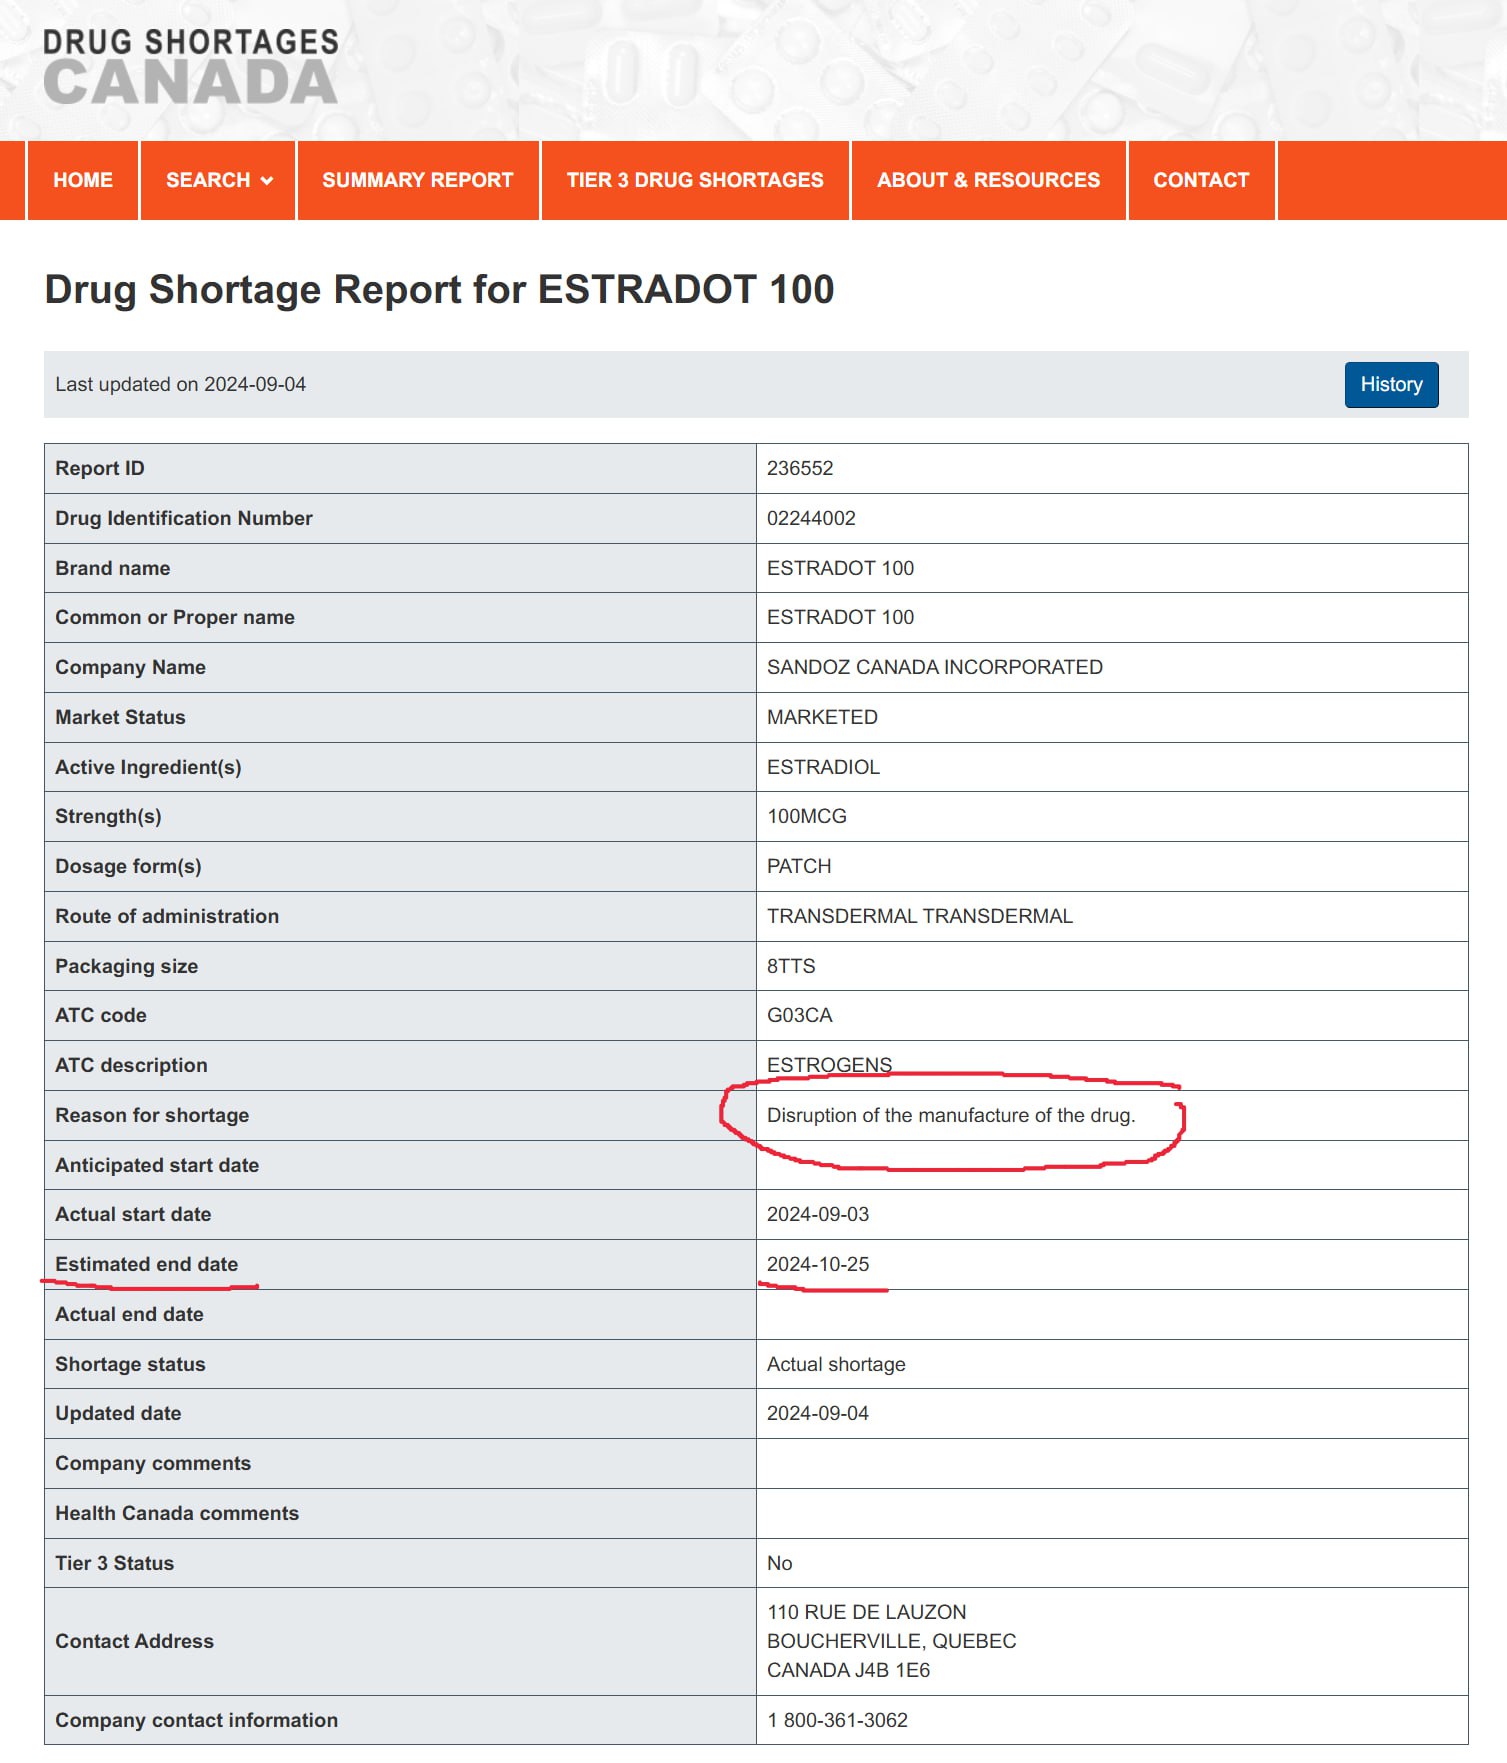 DRUG SHORTAGES
CANADA
HOME
SEARCH
SUMMARY REPORT
TIER 3 DRUG SHORTAGES
ABOUT & RESOURCES
CONTACT
Drug Shortage Report for ESTRADOT 100
Last updated on 2024-09-04
History
Report ID
236552
Drug Identification Number
02244002
Brand name
ESTRADOT 100
Common or Proper name
ESTRADOT 100
Company Name
SANDOZ CANADA INCORPORATED
Market Status
MARKETED
Active Ingredient(s)
ESTRADIOL
Strength(s)
100MCG
Dosage form(s)
PATCH
Route of administration
TRANSDERMAL TRANSDERMAL
Packaging size
8TTS
ATC code
G03CA
ATC description
ESTROGENS
Reason for shortage
Disruption of the manufacture of the drug.
Anticipated start date
Actual start date
2024-09-03
Estimated end date
2024-10-25
Actual end date
Shortage status
Actual shortage
Updated date
2024-09-04
Company comments
Health Canada comments
Tier 3 Status
No
Contact Address
110 RUE DE LAUZON
BOUCHERVILLE, QUEBEC
CANADA J4B 1E6
Company contact information
1 800-361-3062